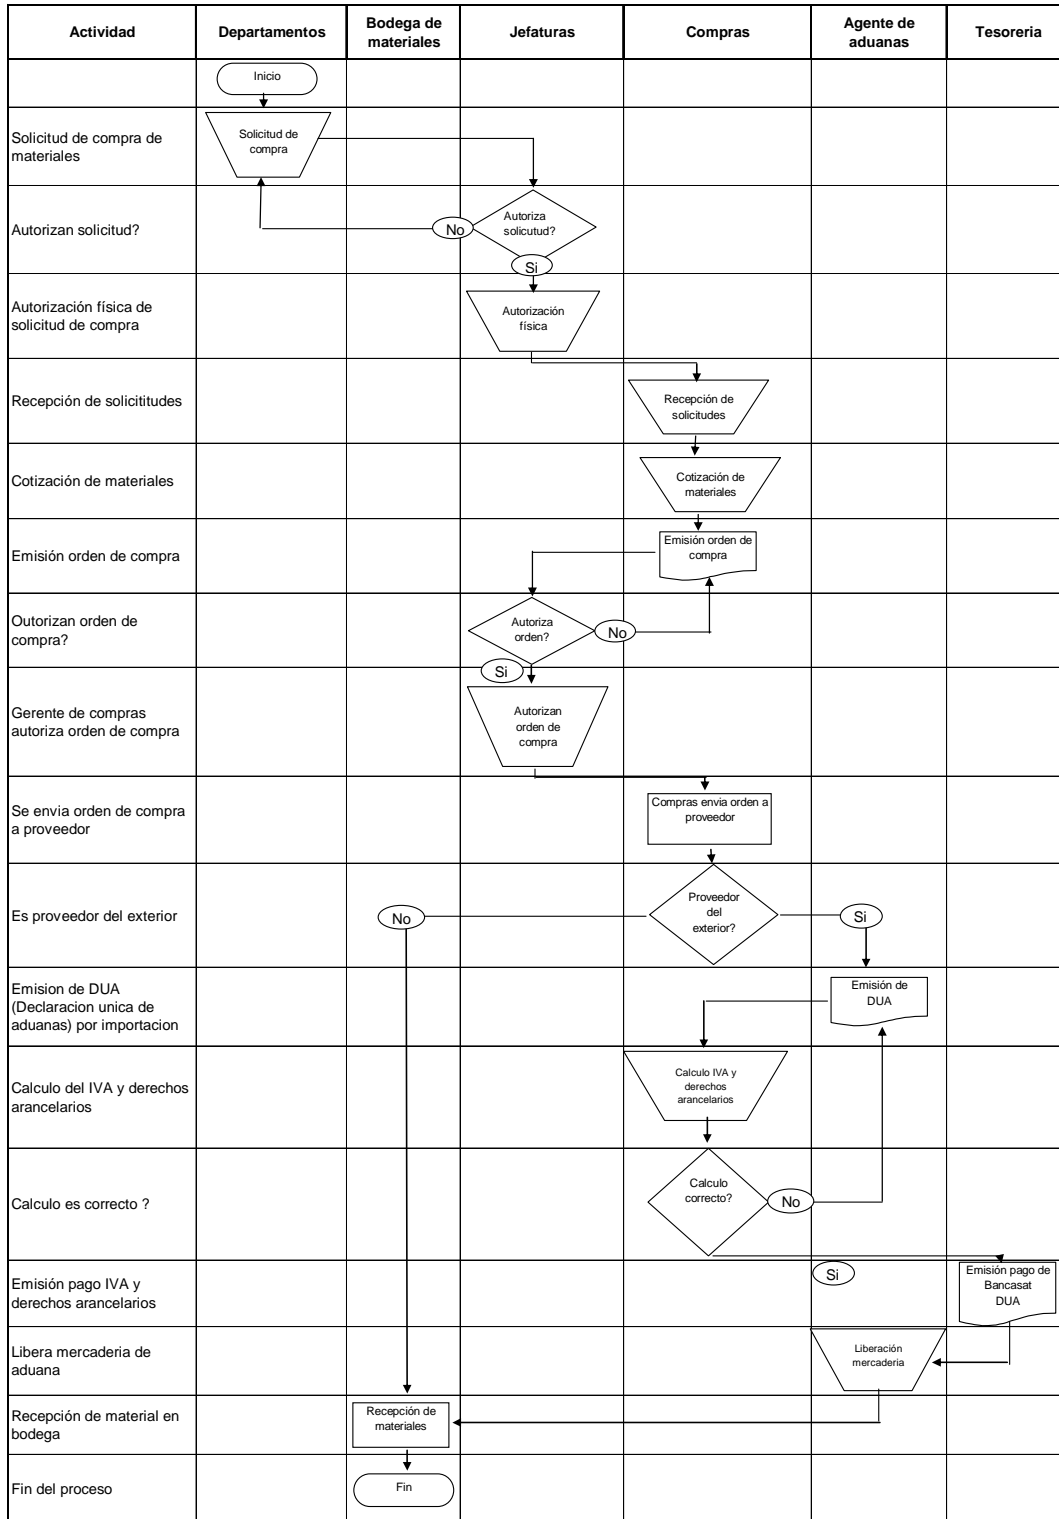 Actividad
Departamentos
Bodega de
materiales
Jefaturas
Compras
Agente de
aduanas
Tesoreria
Inicio
Solicitud de compra de
materiales
Solicitud de
compra
Autorizan solicitud?
No
Autoriza
solicutud?
Si
Autorización física de
solicitud de compra
Autorización
física
Recepción de solicititudes
Recepción de
solicitudes
Cotización de materiales
Cotización de
materiales
Emisión orden de compra
Emisión orden de
compra
Outorizan orden de
compra?
Autoriza
orden?
No
Si
Gerente de compras
autoriza orden de compra
Autorizan
orden de
compra
Se envia orden de compra
a proveedor
Compras envia orden a
proveedor
Es proveedor del exterior
No
Proveedor
del
exterior?
Si
Emision de DUA
(Declaracion unica de
aduanas) por importacion
Emisión de
DUA
Calculo del IVA y derechos
arancelarios
Calculo IVA y
derechos
arancelarios
Calculo es correcto ?
Calculo
correcto?
No
Emisión pago IVA y
derechos arancelarios
Si
Emisión pago de
Bancasat
DUA
Libera mercaderia de
aduana
Liberación
mercaderia
Recepción de material en
bodega
Recepción de
materiales
Fin del proceso
Fin